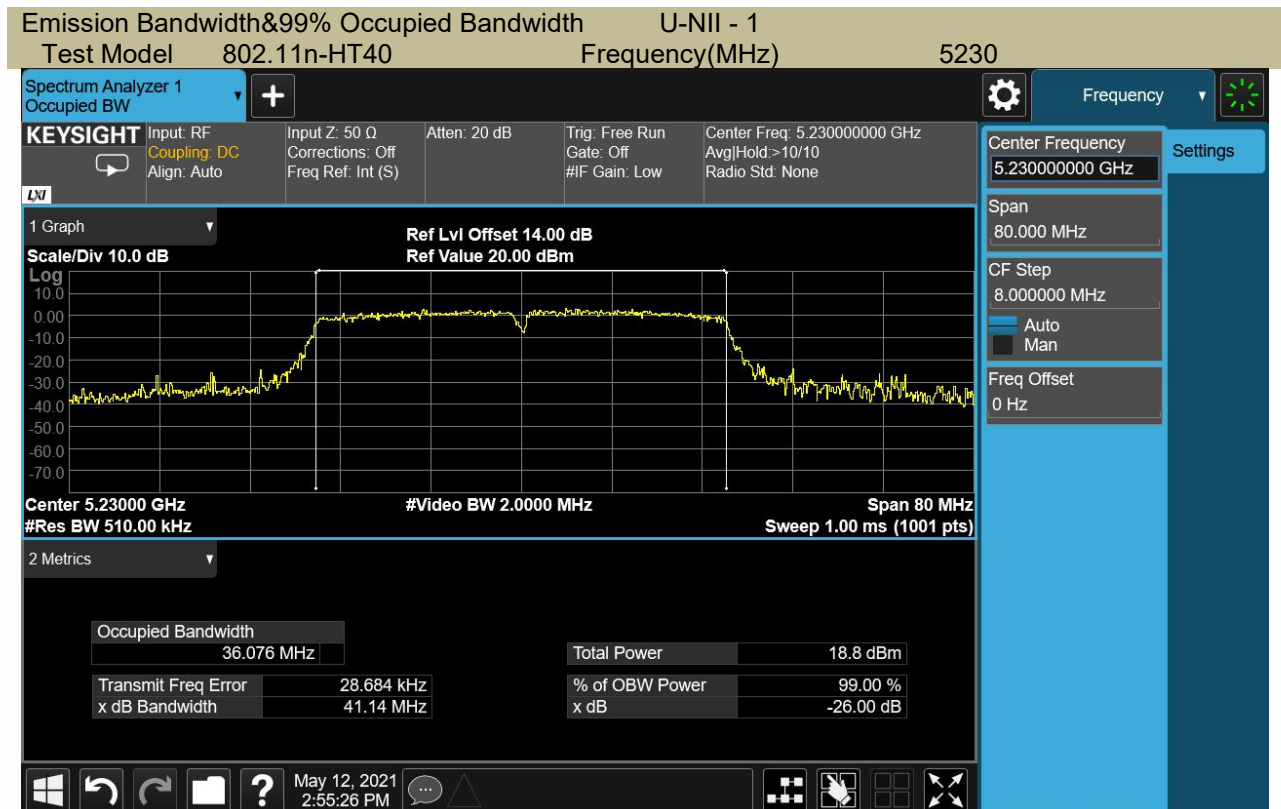 Emission Bandwidth&99% Occupied Bandwidth U-NII - 1
Test Model 802.11n-HT40 Frequency(MHz) 5230
Spectrum Analyzer 1
Occupied BW
+
Frequency
KEYSIGHT
LXI
Input: RF
Coupling: DC
Align: Auto
Input Z: 50 Ω
Corrections: Off
Freq Ref: Int (S)
Atten: 20 dB
Trig: Free Run
Gate: Off
#IF Gain: Low
Center Freq: 5.230000000 GHz
Avg|Hold:>10/10
Radio Std: None
Center Frequency
5.230000000 GHz
Settings
Span
80.000 MHz
CF Step
8.000000 MHz
Auto
Man
Freq Offset
0 Hz
1 Graph
Scale/Div 10.0 dB
Ref Lvl Offset 14.00 dB
Ref Value 20.00 dBm
Log
10.0
0.00
-10.0
-20.0
-30.0
-40.0
-50.0
-60.0
-70.0
Center 5.23000 GHz #Video BW 2.0000 MHz Span 80 MHz
#Res BW 510.00 kHz Sweep 1.00 ms (1001 pts)
2 Metrics
Occupied Bandwidth
36.076 MHz
Total Power 18.8 dBm
Transmit Freq Error 28.684 kHz
% of OBW Power 99.00 %
x dB Bandwidth 41.14 MHz
x dB -26.00 dB
?
May 12, 2021
2:55:26 PM